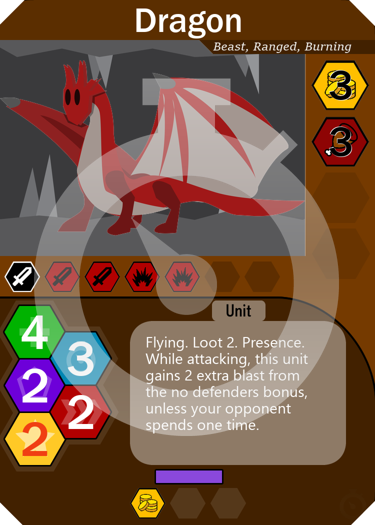 Dragon
Beast, Ranged, Burning
3
3
Unit
4
3
2
2
2
Flying. Loot 2. Presence.
While attacking, this unit
gains 2 extra blast from
the no defenders bonus,
unless your opponent
spends one time.